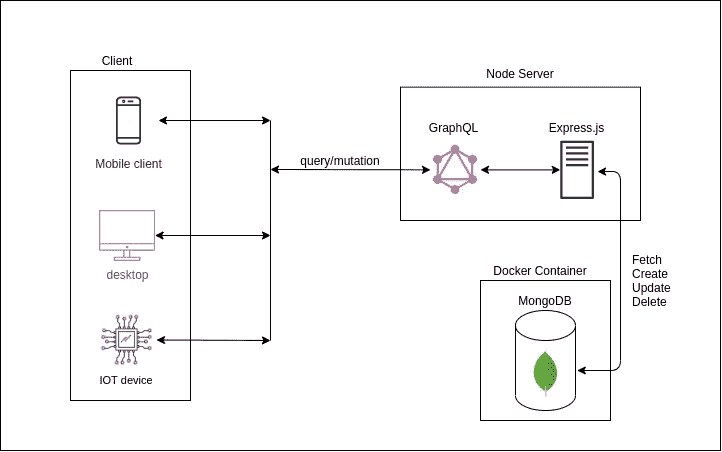 Client
Mobile client
desktop
IOT device
query/mutation
Node Server
GraphQL
Express.js
Fetch
Create
Update
Delete
Docker Container
MongoDB